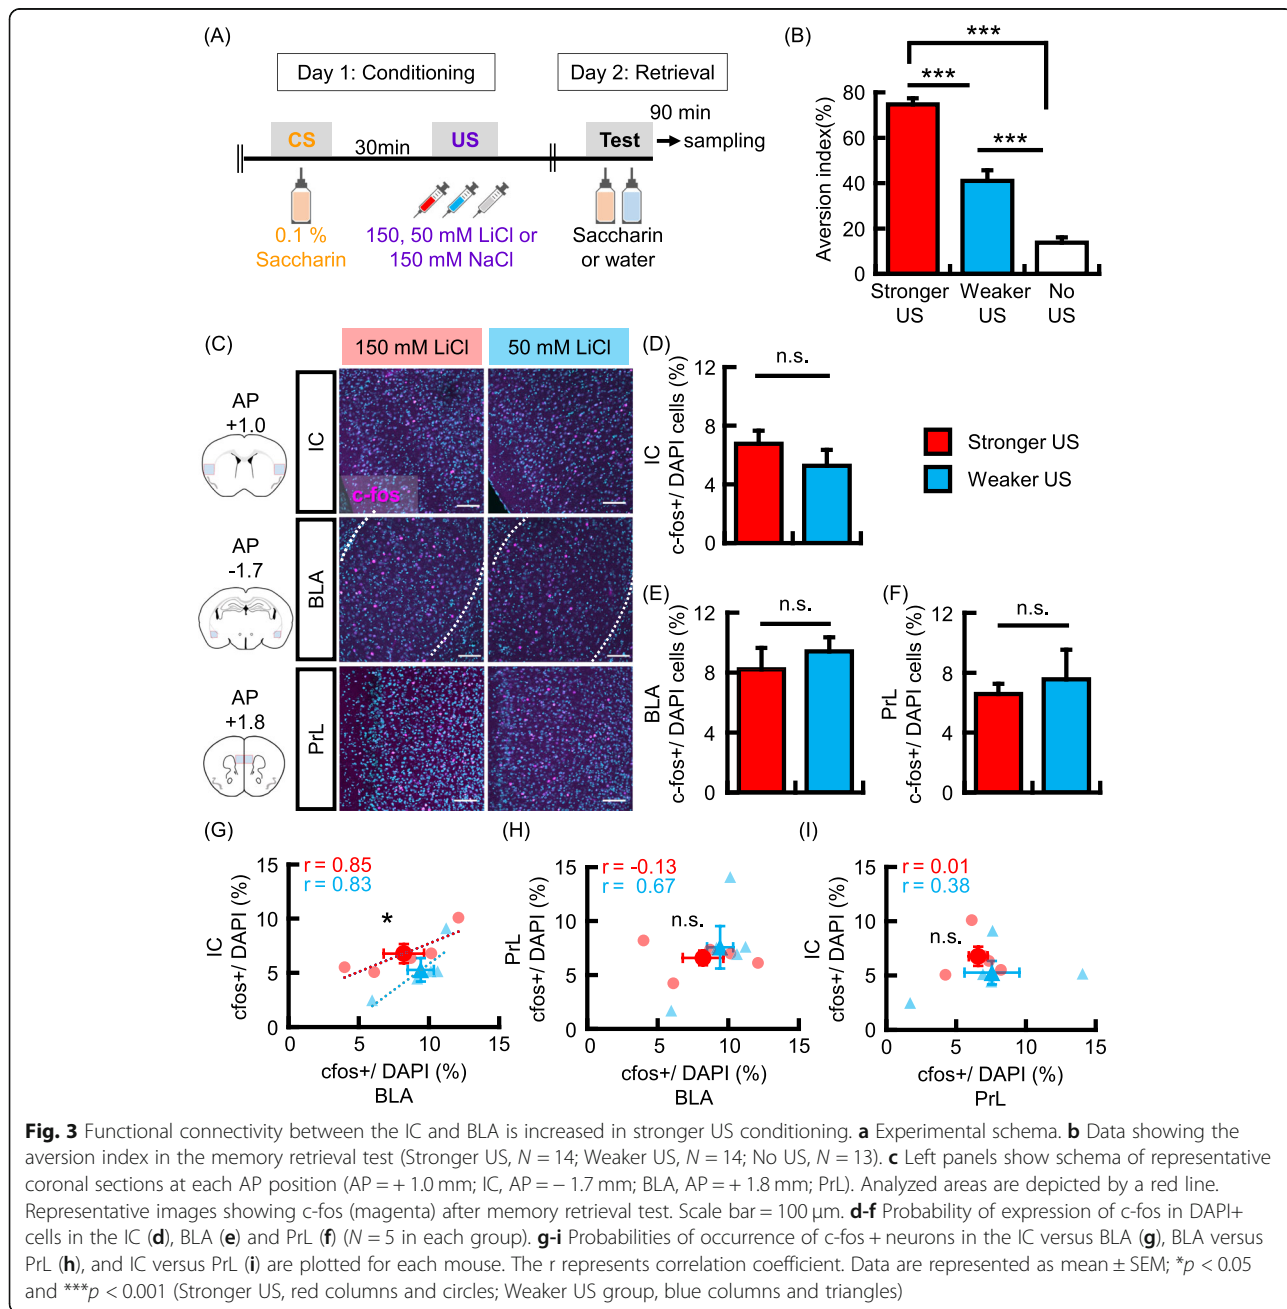 (A)
Day 1: Conditioning
Day 2: Retrieval
90 min
CS
30min
US
Test
sampling
0.1 %
Saccharin
150, 50 mM LiCl or
150 mM NaCl
Saccharin
or water
(B)
***
***
***
Aversion index(%)
80
60
40
20
0
Stronger
US
Weaker
US
No
US
(C)
150 mM LiCl
50 mM LiCl
AP
+1.0
IC
c-fos
AP
-1.7
BLA
AP
+1.8
PrL
(D)
n.s.
IC
c-fos+/ DAPI cells (%)
12
8
4
0
Stronger US
Weaker US
(E)
n.s.
BLA
c-fos+/ DAPI cells (%)
12
8
4
0
(F)
n.s.
PrL
c-fos+/ DAPI cells (%)
12
8
4
0
(G)
r = 0.85
r = 0.83
*
IC
cfos+/ DAPI (%)
15
10
5
0
0 5 10 15
cfos+/ DAPI (%)
BLA
(H)
r = -0.13
r = 0.67
n.s.
PrL
cfos+/ DAPI (%)
15
10
5
0
0 5 10 15
cfos+/ DAPI (%)
BLA
(I)
r = 0.01
r = 0.38
n.s.
IC
cfos+/ DAPI (%)
15
10
5
0
0 5 10 15
cfos+/ DAPI (%)
PrL
Fig. 3 Functional connectivity between the IC and BLA is increased in stronger US conditioning. a Experimental schema. b Data showing the
aversion index in the memory retrieval test (Stronger US, N = 14; Weaker US, N = 14; No US, N = 13). c Left panels show schema of representative
coronal sections at each AP position (AP = + 1.0 mm; IC, AP = − 1.7 mm; BLA, AP = + 1.8 mm; PrL). Analyzed areas are depicted by a red line.
Representative images showing c-fos (magenta) after memory retrieval test. Scale bar = 100 μm. d-f Probability of expression of c-fos in DAPI+
cells in the IC (d), BLA (e) and PrL (f) (N = 5 in each group). g-i Probabilities of occurrence of c-fos + neurons in the IC versus BLA (g), BLA versus
PrL (h), and IC versus PrL (i) are plotted for each mouse. The r represents correlation coefficient. Data are represented as mean ± SEM; *p < 0.05
and ***p < 0.001 (Stronger US, red columns and circles; Weaker US group, blue columns and triangles)